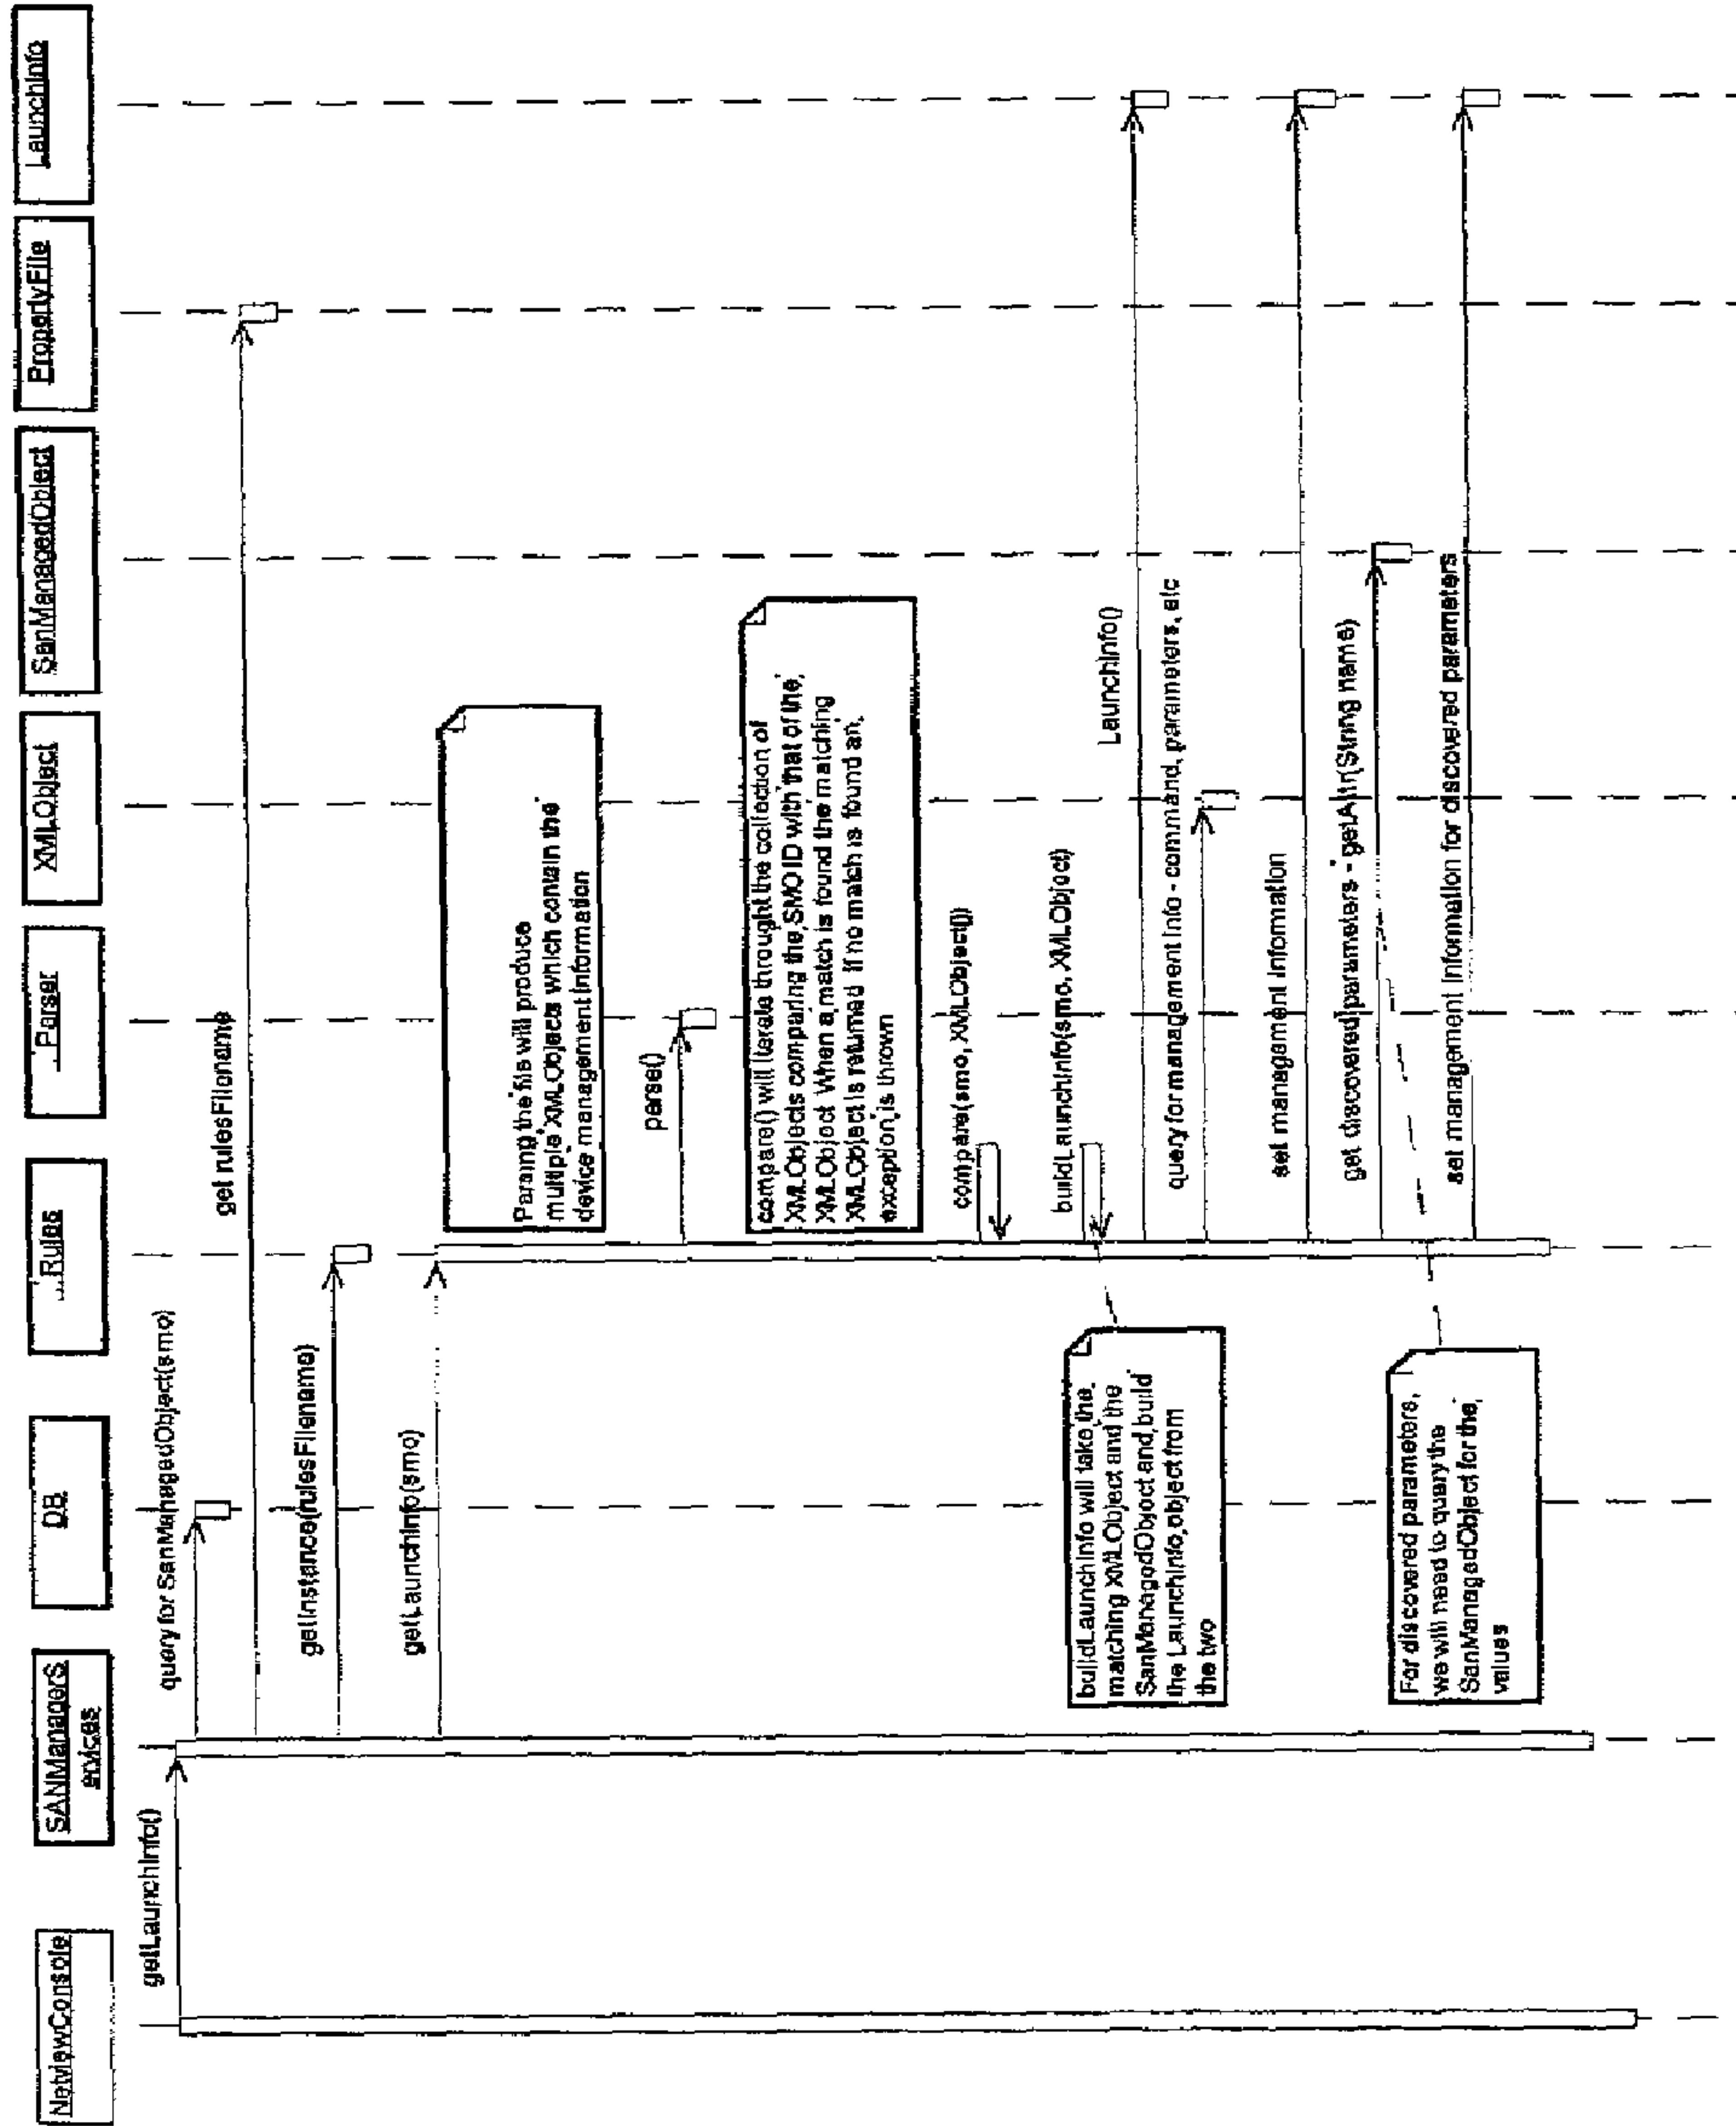 NetviewConsole
SANManagerS
ervices
DB
Rules
Parser
XMLObject
SanManagedObject
PropertyFile
LaunchInfo
getLaunchInfo()
query for SanManagedObject(smo)
get rulesFilename
getInstance(rulesFilename)
getLaunchInfo(smo)
Parsing the file will produce
multiple XMLObjects which contain the
device management information
parse()
compare() will iterate throught the collection of
XMLObjects comparing the SMO ID with that of the
XMLObject When a match is found the matching
XMLObject is returned If no match is found an
exception is thrown
compare(smo, XMLObject[])
buildLaunchInfo(smo, XMLObject)
buildLaunchInfo will take the
matching XMLObject and the
SanManagedObject and build
the LaunchInfo object from
the two
LaunchInfo()
query for management info - command, parameters, etc
set management information
get discovered parameters - getAttr(String name)
For discovered parameters,
we will need to query the
SanManagedObject for the
values
set management information for discovered parameters